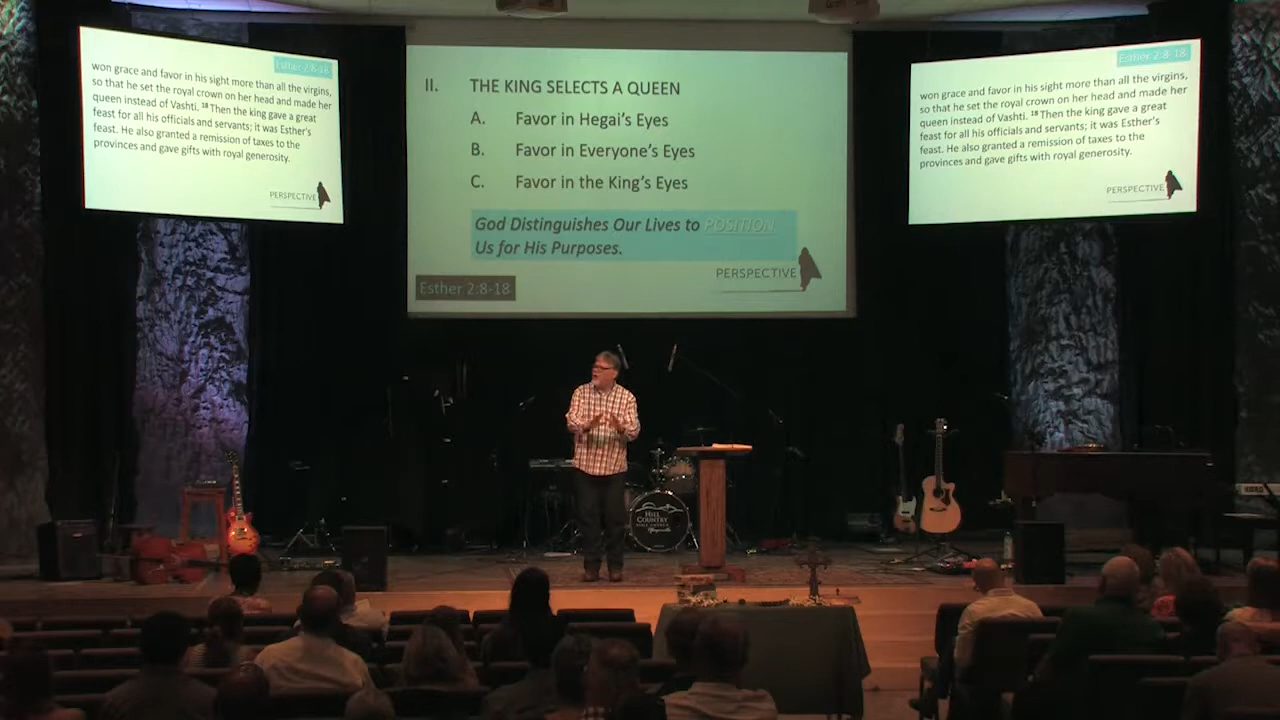 Esther 2:8-18
won grace and favor in his sight more than all the virgins,
so that he set the royal crown on her head and made her
queen instead of Vashti. 18 Then the king gave a great
feast for all his officials and servants; it was Esther's
feast. He also granted a remission of taxes to the
provinces and gave gifts with royal generosity.
PERSPECTIVE
II. THE KING SELECTS A QUEEN
A. Favor in Hegai's Eyes
B. Favor in Everyone's Eyes
C. Favor in the King's Eyes
God Distinguishes Our Lives to POSITION
Us for His Purposes.
PERSPECTIVE
Esther 2:8-18
Esther 2:8-18
won grace and favor in his sight more than all the virgins,
so that he set the royal crown on her head and made her
queen instead of Vashti. 18 Then the king gave a great
feast for all his officials and servants; it was Esther's
feast. He also granted a remission of taxes to the
provinces and gave gifts with royal generosity.
PERSPECTIVE
HILL
COUNTRY
BIBLE CHURCH
KORG